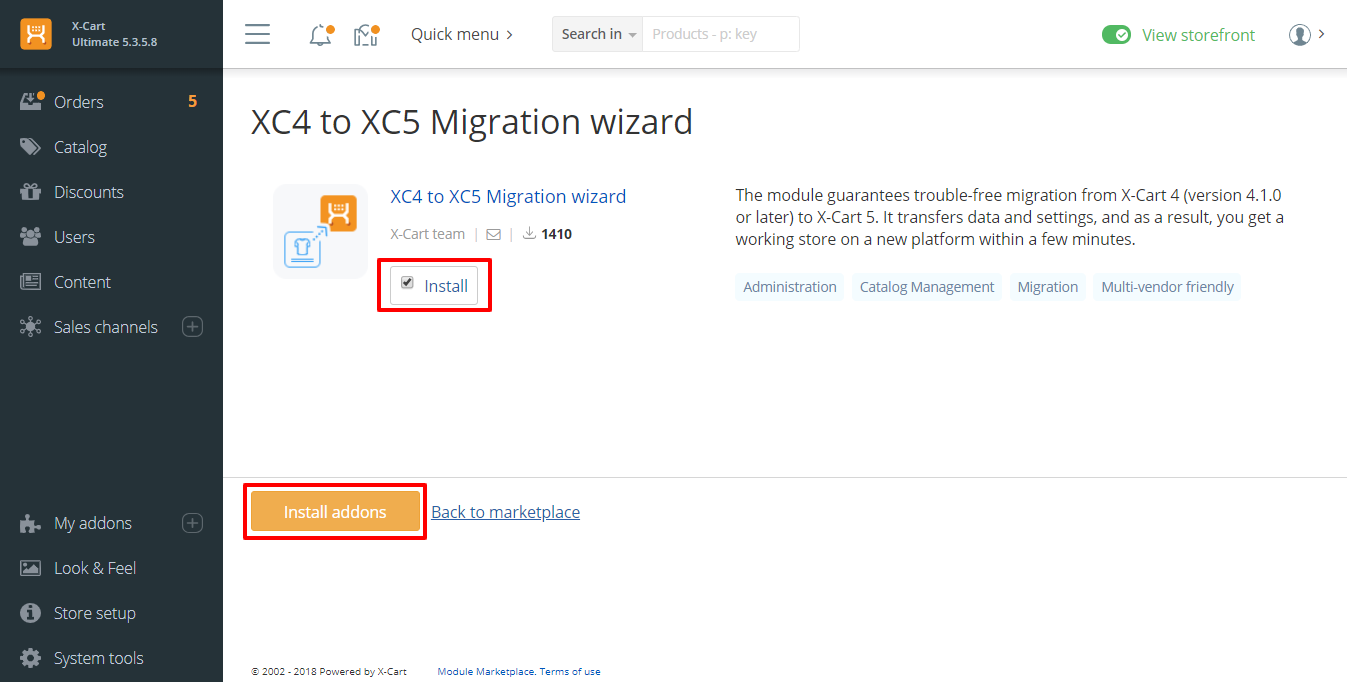 X-Cart
Ultimate 5.3.5.8
Quick menu
Search in
Products - p: key
View storefront
Orders
5
Catalog
Discounts
Users
Content
Sales channels
My addons
Look & Feel
Store setup
System tools
XC4 to XC5 Migration wizard
XC4 to XC5 Migration wizard
X-Cart team | | 1410
Install
The module guarantees trouble-free migration from X-Cart 4 (version 4.1.0
or later) to X-Cart 5. It transfers data and settings, and as a result, you get a
working store on a new platform within a few minutes.
Administration Catalog Management Migration Multi-vendor friendly
Install addons Back to marketplace
© 2002 - 2018 Powered by X-Cart Module Marketplace. Terms of use